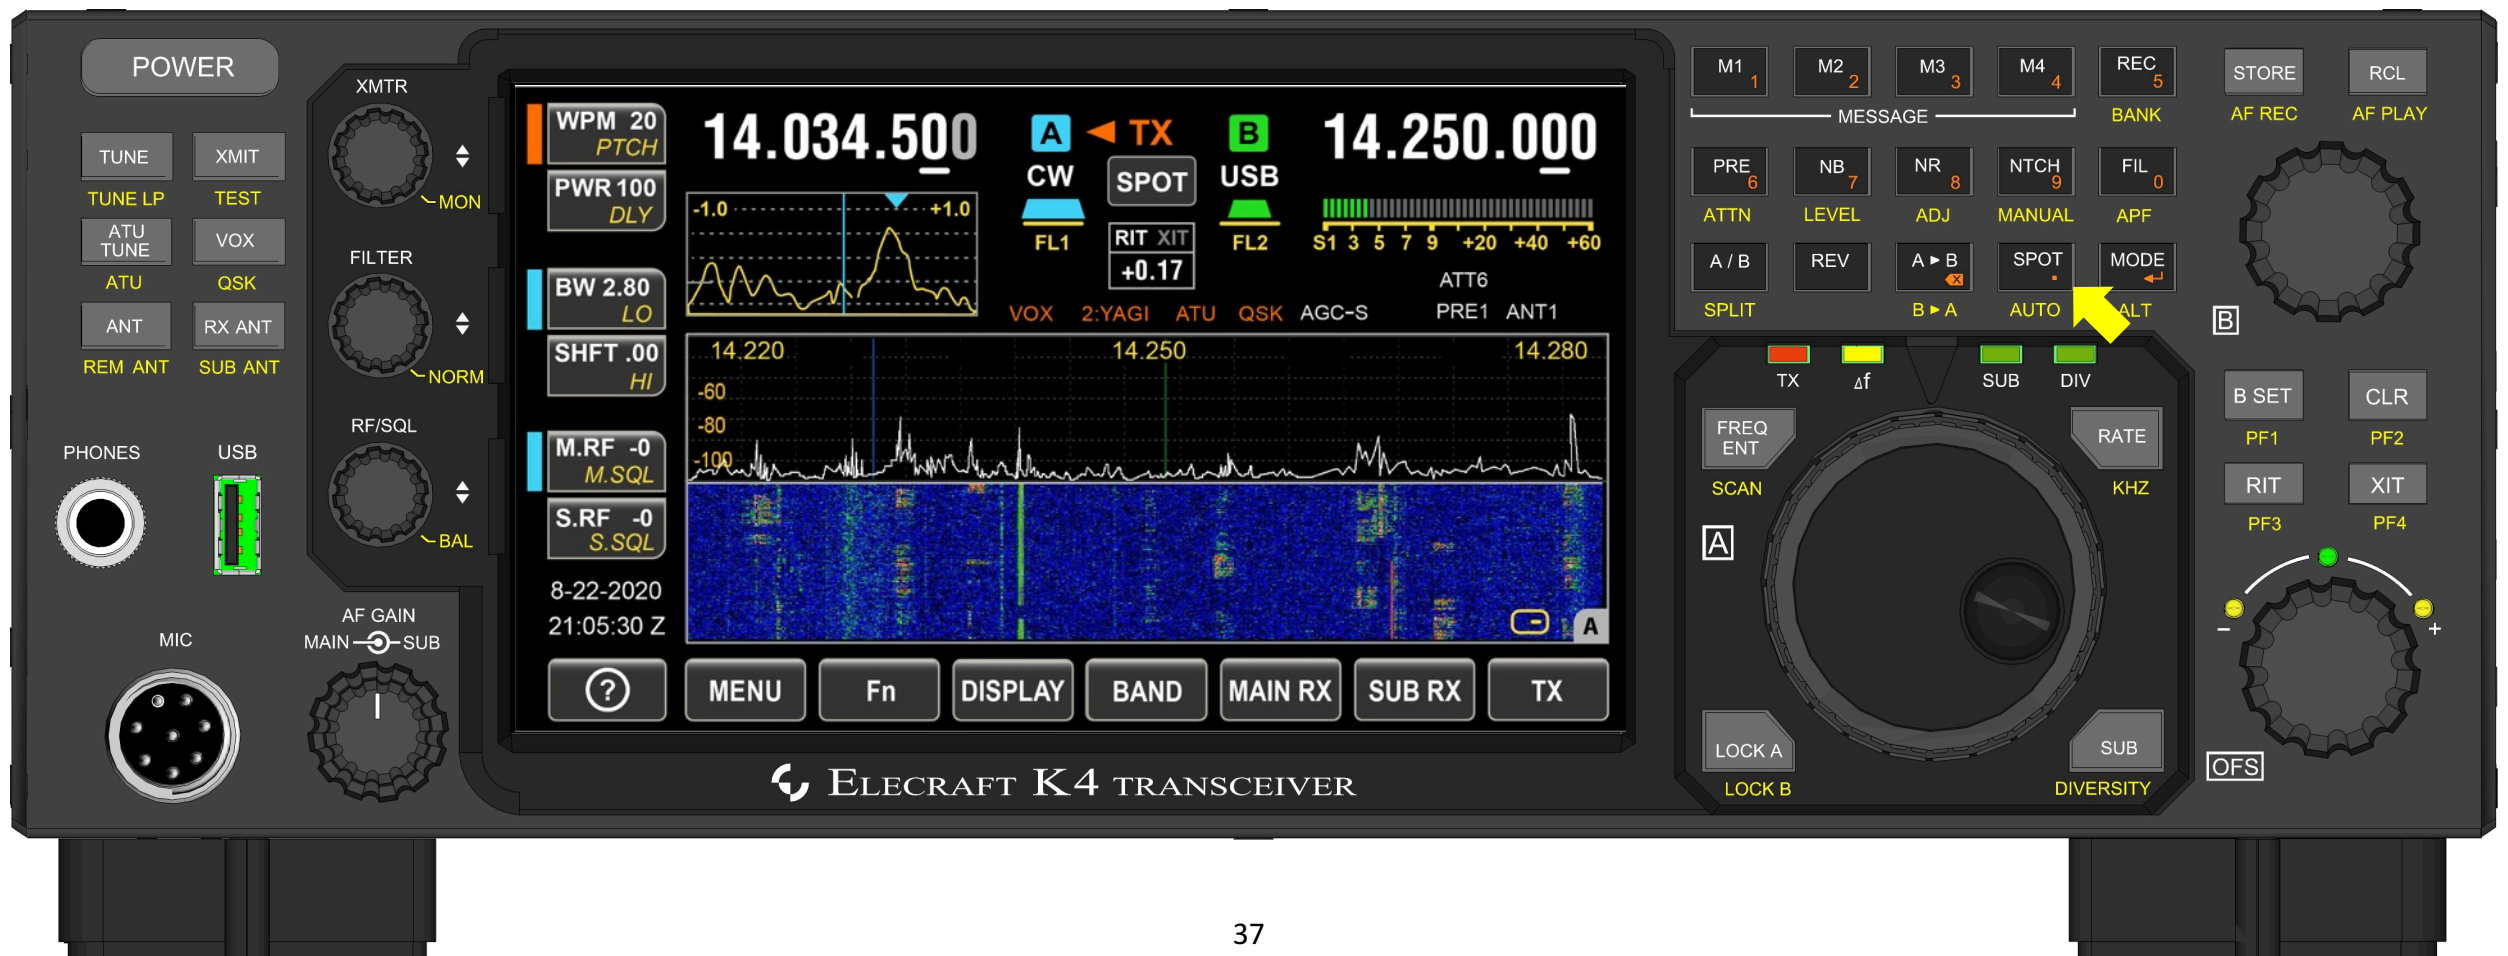 POWER
XMTR
TUNE XMIT
TUNE LP TEST
MON
ATU TUNE VOX
ATU QSK
FILTER
ANT RX ANT
REM ANT SUB ANT
NORM
RF/SQL
PHONES USB
BAL
AF GAIN
MAIN SUB
MIC
WPM 20
PTCH
PWR 100
DLY
BW 2.80
LO
SHFT .00
HI
M.RF -0
M.SQL
S.RF -0
S.SQL
8-22-2020
21:05:30 Z
14.034.500 A TX B 14.250.000
CW SPOT USB
-1.0 +1.0
FL1 RIT XIT FL2 S1 3 5 7 9 +20 +40 +60
+0.17
ATT6
VOX 2:YAGI ATU QSK AGC-S PRE1 ANT1
14.220 14.250 14.280
-60
-80
-100
A
? MENU Fn DISPLAY BAND MAIN RX SUB RX TX
ELECRAFT K4 TRANSCEIVER
M1 1 M2 2 M3 3 M4 4 REC 5
MESSAGE BANK
PRE 6 NB 7 NR 8 NTCH 9 FIL 0
ATTN LEVEL ADJ MANUAL APF
A / B REV A ▸ B SPOT . MODE
SPLIT B ▸ A AUTO ALT
TX Δf SUB DIV
FREQ ENT RATE
SCAN KHZ
A
LOCK A SUB
LOCK B DIVERSITY
STORE RCL
AF REC AF PLAY
B
B SET CLR
PF1 PF2
RIT XIT
PF3 PF4
− +
OFS
37